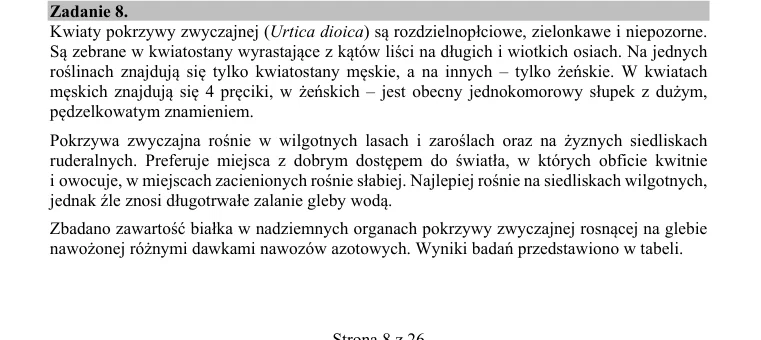 Zadanie 8.
Kwiaty pokrzywy zwyczajnej (Urtica dioica) są rozdzielnopłciowe, zielonkawe i niepozorne.
Są zebrane w kwiatostany wyrastające z kątów liści na długich i wiotkich osiach. Na jednych
roślinach znajdują się tylko kwiatostany męskie, a na innych – tylko żeńskie. W kwiatach
męskich znajdują się 4 pręciki, w żeńskich – jest obecny jednokomorowy słupek z dużym,
pędzelkowatym znamieniem.
Pokrzywa zwyczajna rośnie w wilgotnych lasach i zaroślach oraz na żyznych siedliskach
ruderalnych. Preferuje miejsca z dobrym dostępem do światła, w których obficie kwitnie
i owocuje, w miejscach zacienionych rośnie słabiej. Najlepiej rośnie na siedliskach wilgotnych,
jednak źle znosi długotrwałe zalanie gleby wodą.
Zbadano zawartość białka w nadziemnych organach pokrzywy zwyczajnej rosnącej na glebie
nawożonej różnymi dawkami nawozów azotowych. Wyniki badań przedstawiono w tabeli.
Strona 8 z 26